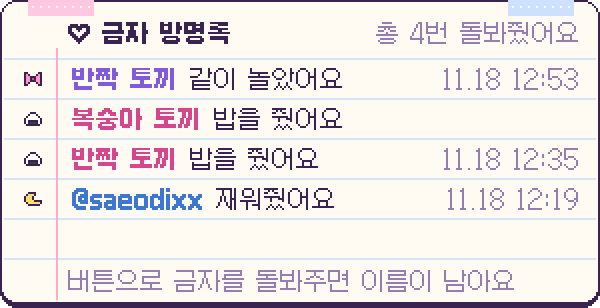 금자 방명록 총 4번 돌봐줬어요
반짝 토끼 같이 놀았어요 11.18 12:53
복숭아 토끼 밥을 줬어요
반짝 토끼 밥을 줬어요 11.18 12:35
@saeodixx 재워줬어요 11.18 12:19
버튼으로 금자를 돌봐주면 이름이 남아요